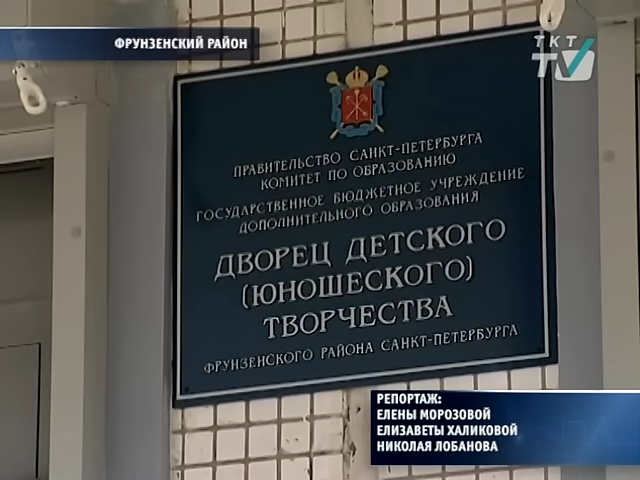 ФРУНЗЕНСКИЙ РАЙОН
ТКТ
TV
ПРАВИТЕЛЬСТВО САНКТ-ПЕТЕРБУРГА
КОМИТЕТ ПО ОБРАЗОВАНИЮ
ГОСУДАРСТВЕННОЕ БЮДЖЕТНОЕ УЧРЕЖДЕНИЕ
ДОПОЛНИТЕЛЬНОГО ОБРАЗОВАНИЯ
ДВОРЕЦ ДЕТСКОГО
(ЮНОШЕСКОГО)
ТВОРЧЕСТВА
ФРУНЗЕНСКОГО РАЙОНА САНКТ-ПЕТЕРБУРГА
РЕПОРТАЖ:
ЕЛЕНЫ МОРОЗОВОЙ
ЕЛИЗАВЕТЫ ХАЛИКОВОЙ
НИКОЛАЯ ЛОБАНОВА